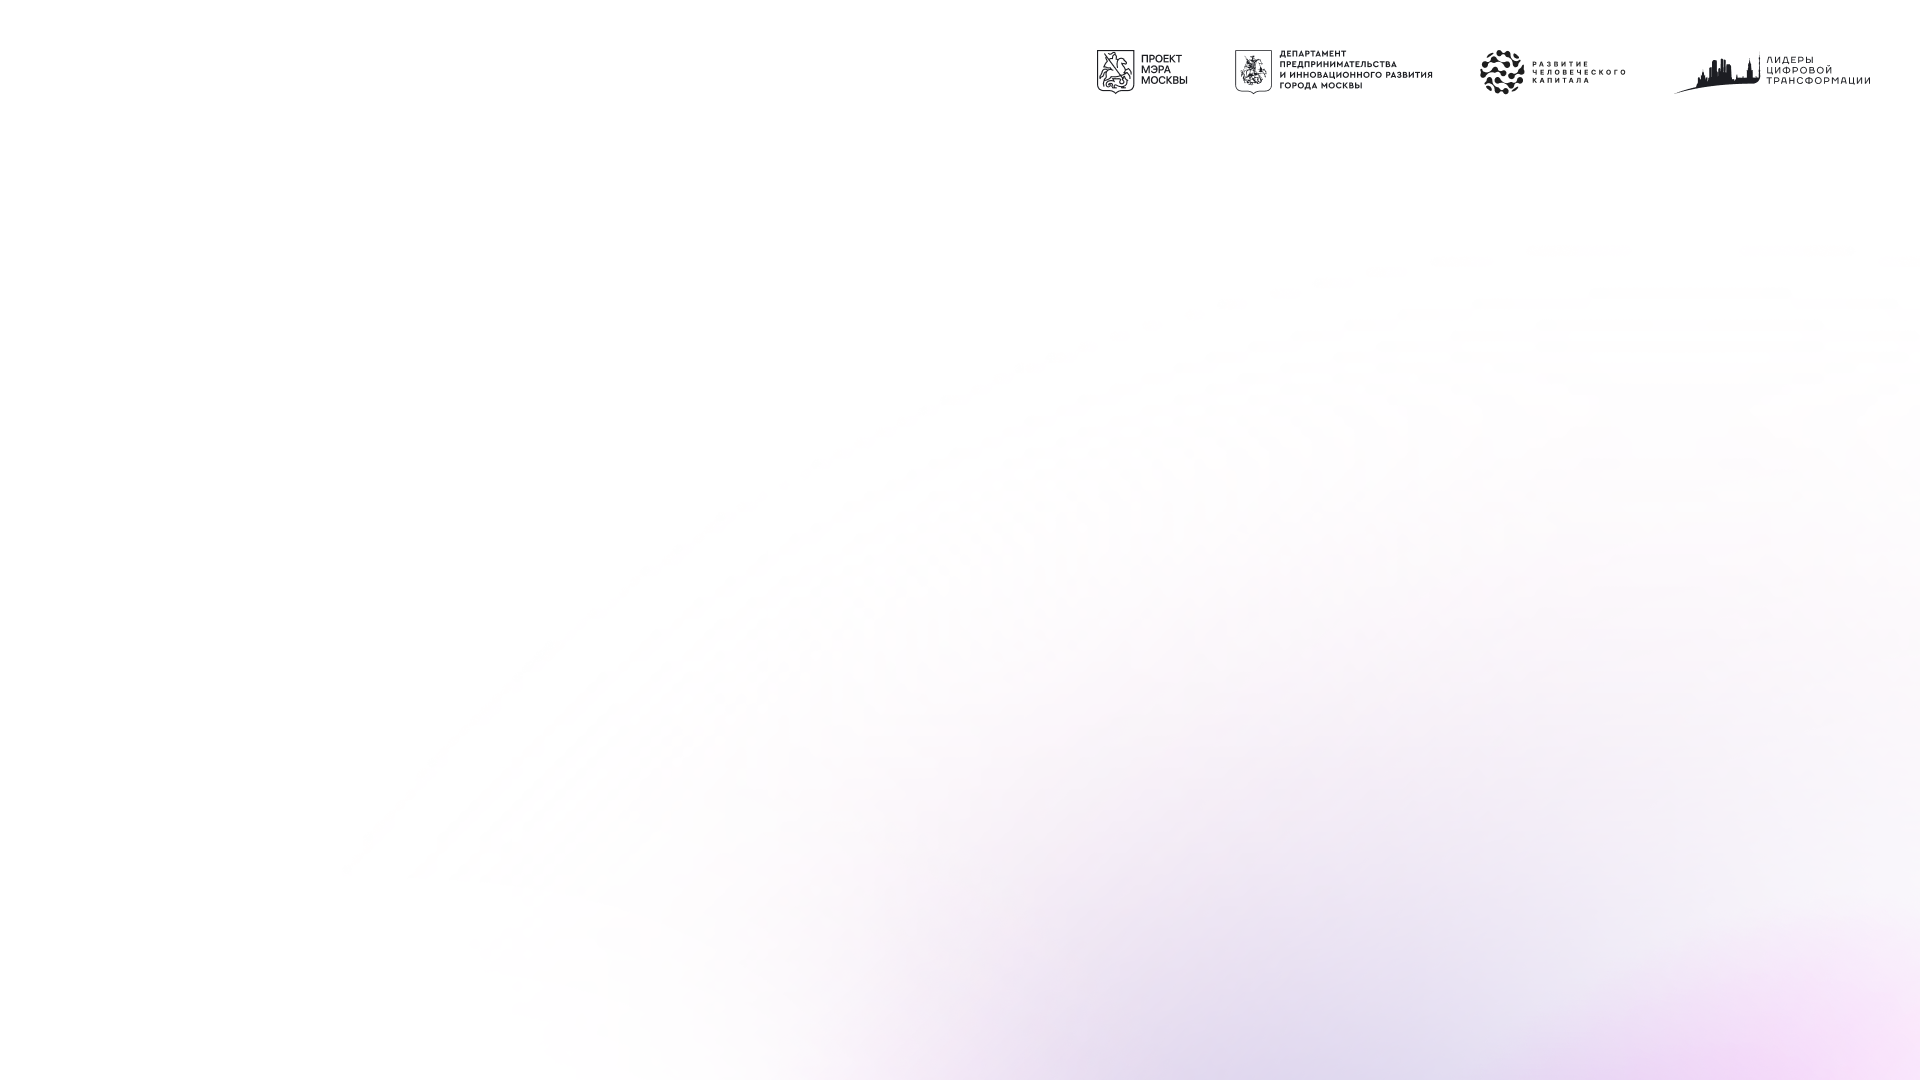 ПРОЕКТ
МЭРА
МОСКВЫ
ДЕПАРТАМЕНТ
ПРЕДПРИНИМАТЕЛЬСТВА
И ИННОВАЦИОННОГО РАЗВИТИЯ
ГОРОДА МОСКВЫ
РАЗВИТИЕ
ЧЕЛОВЕЧЕСКОГО
КАПИТАЛА
ЛИДЕРЫ
ЦИФРОВОЙ
ТРАНСФОРМАЦИИ